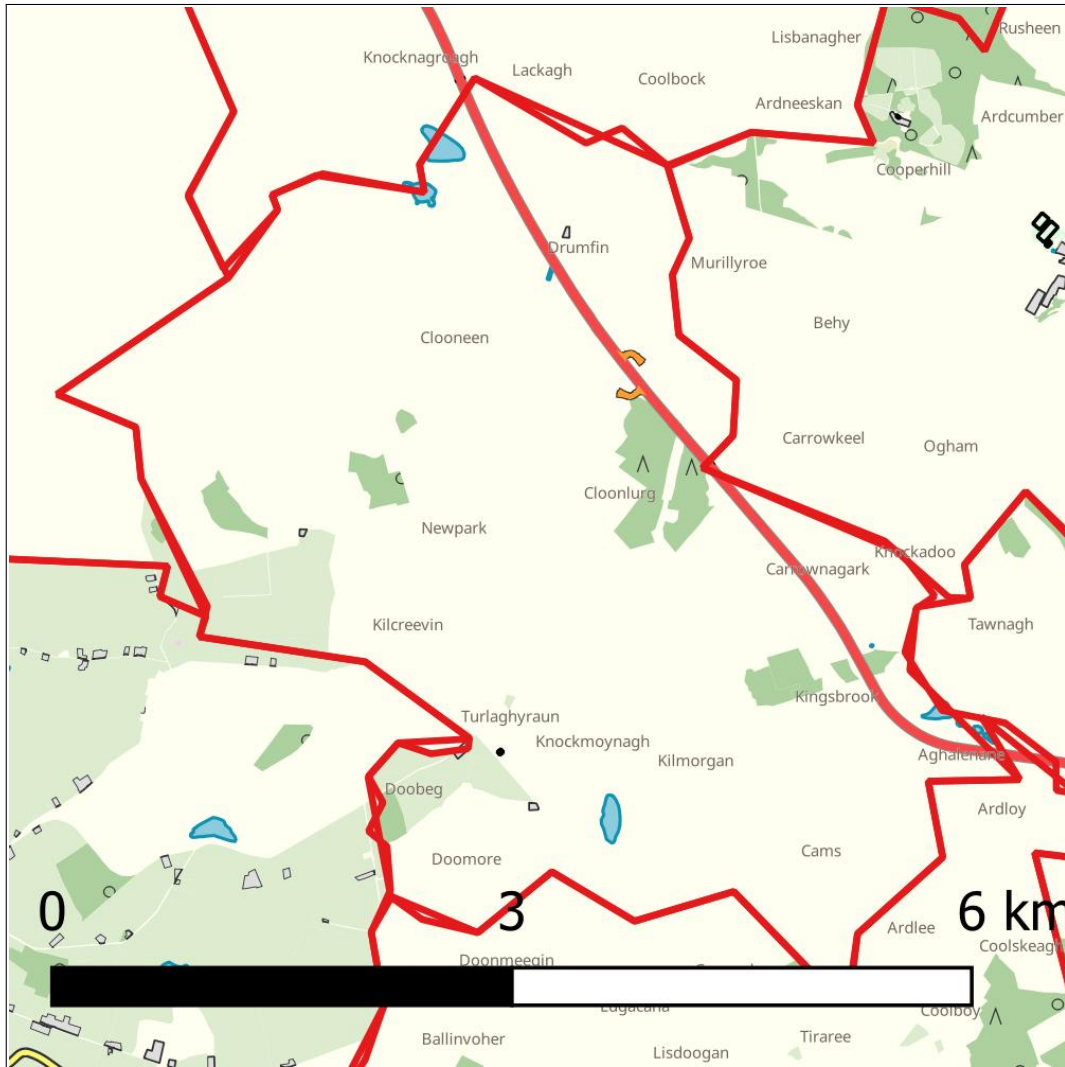 Rusheen
Lisbanagher
Knocknagroagh
Lackagh
Coolbock
Ardneeskan
Ardcumber
Cooperhill
Drumfin
Murillyroe
Behy
Clooneen
Carrowkeel
Ogham
Cloonlurg
Newpark
Knockadoo
Carrownagark
Kilcreevin
Tawnagh
Kingsbrook
Turlaghyraun
Knockmoynagh
Kilmorgan
Aghalenane
Doobeg
Ardloy
Doomore
Cams
0 3 6 km
Ardlee
Coolskeagh
Doonmeegin
Coolboy
Ballinvoher
Tiraree
Lisdoogan